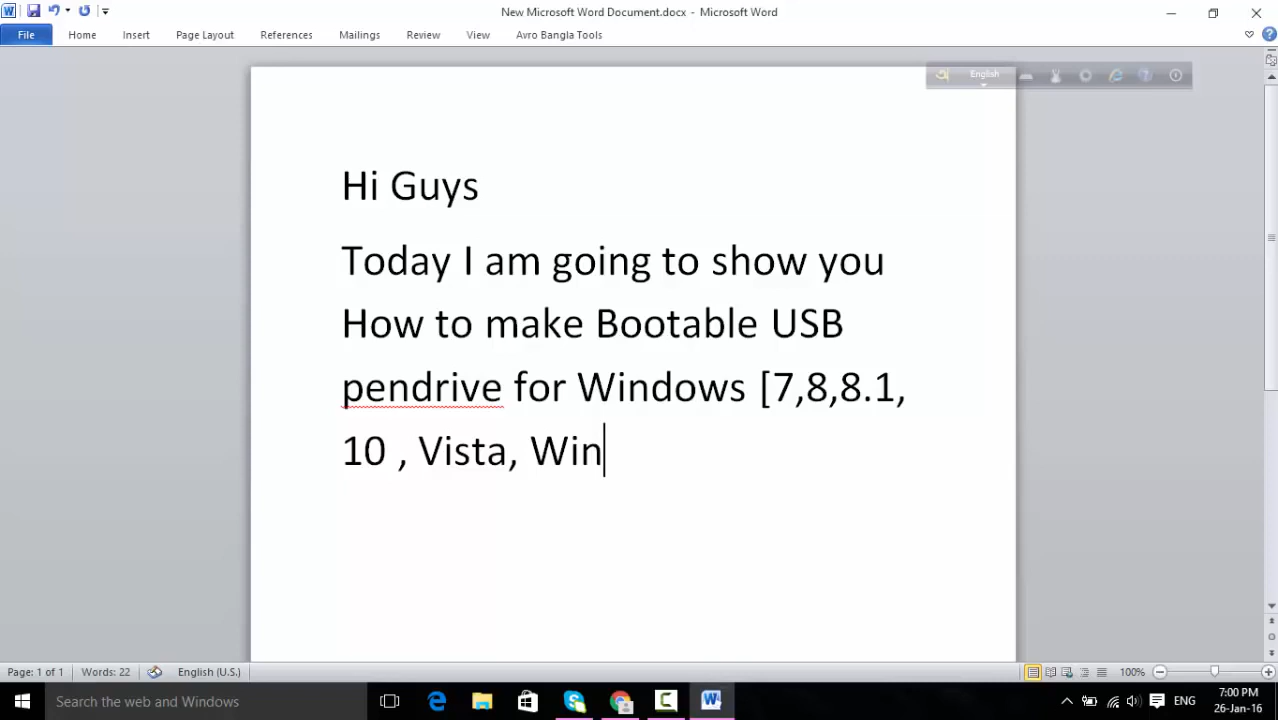 New Microsoft Word Document.docx - Microsoft Word
File Home Insert Page Layout References Mailings Review View Avro Bangla Tools
English
Hi Guys
Today I am going to show you
How to make Bootable USB
pendrive for Windows [7,8,8.1,
10 , Vista, Win
Page: 1 of 1 Words: 22 English (U.S.) 100%
Search the web and Windows
ENG
7:00 PM
26-Jan-16